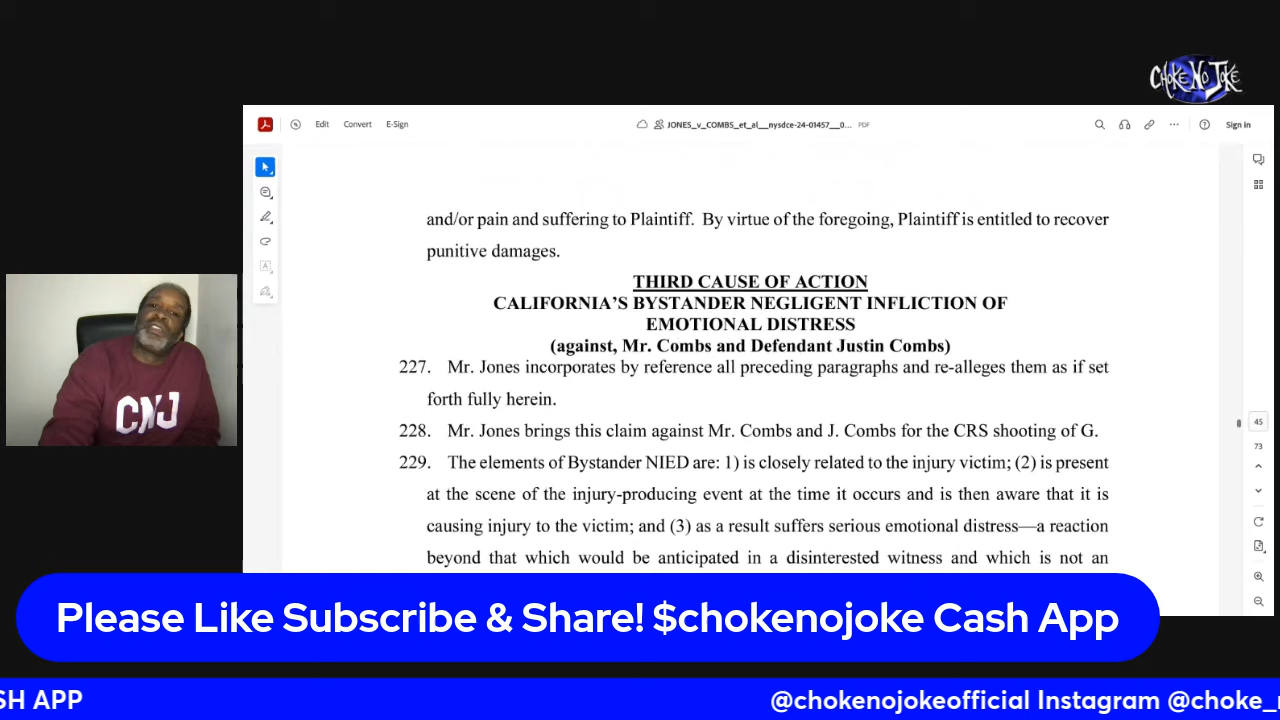 CHOKE NO JOKE
Edit Convert E-Sign
JONES_v_COMBS_et_al__nysdce-24-01457__0... PDF
Sign in
and/or pain and suffering to Plaintiff. By virtue of the foregoing, Plaintiff is entitled to recover
punitive damages.
THIRD CAUSE OF ACTION
CALIFORNIA'S BYSTANDER NEGLIGENT INFLICTION OF
EMOTIONAL DISTRESS
(against, Mr. Combs and Defendant Justin Combs)
227. Mr. Jones incorporates by reference all preceding paragraphs and re-alleges them as if set
forth fully herein.
228. Mr. Jones brings this claim against Mr. Combs and J. Combs for the CRS shooting of G.
229. The elements of Bystander NIED are: 1) is closely related to the injury victim; (2) is present
at the scene of the injury-producing event at the time it occurs and is then aware that it is
causing injury to the victim; and (3) as a result suffers serious emotional distress—a reaction
beyond that which would be anticipated in a disinterested witness and which is not an
45
73
CNJ
Please Like Subscribe & Share! $chokenojoke Cash App
SH APP
@chokenojokeofficial Instagram @choke_